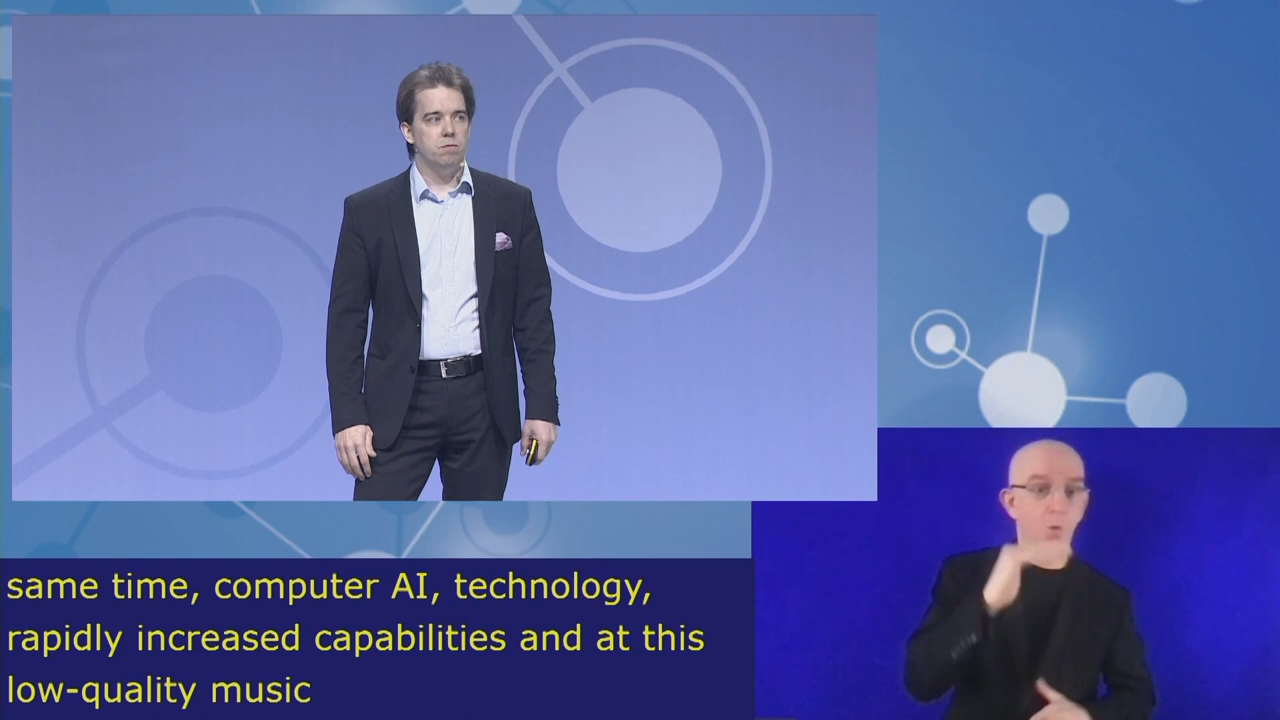 same time, computer AI, technology,
rapidly increased capabilities and at this
low-quality music